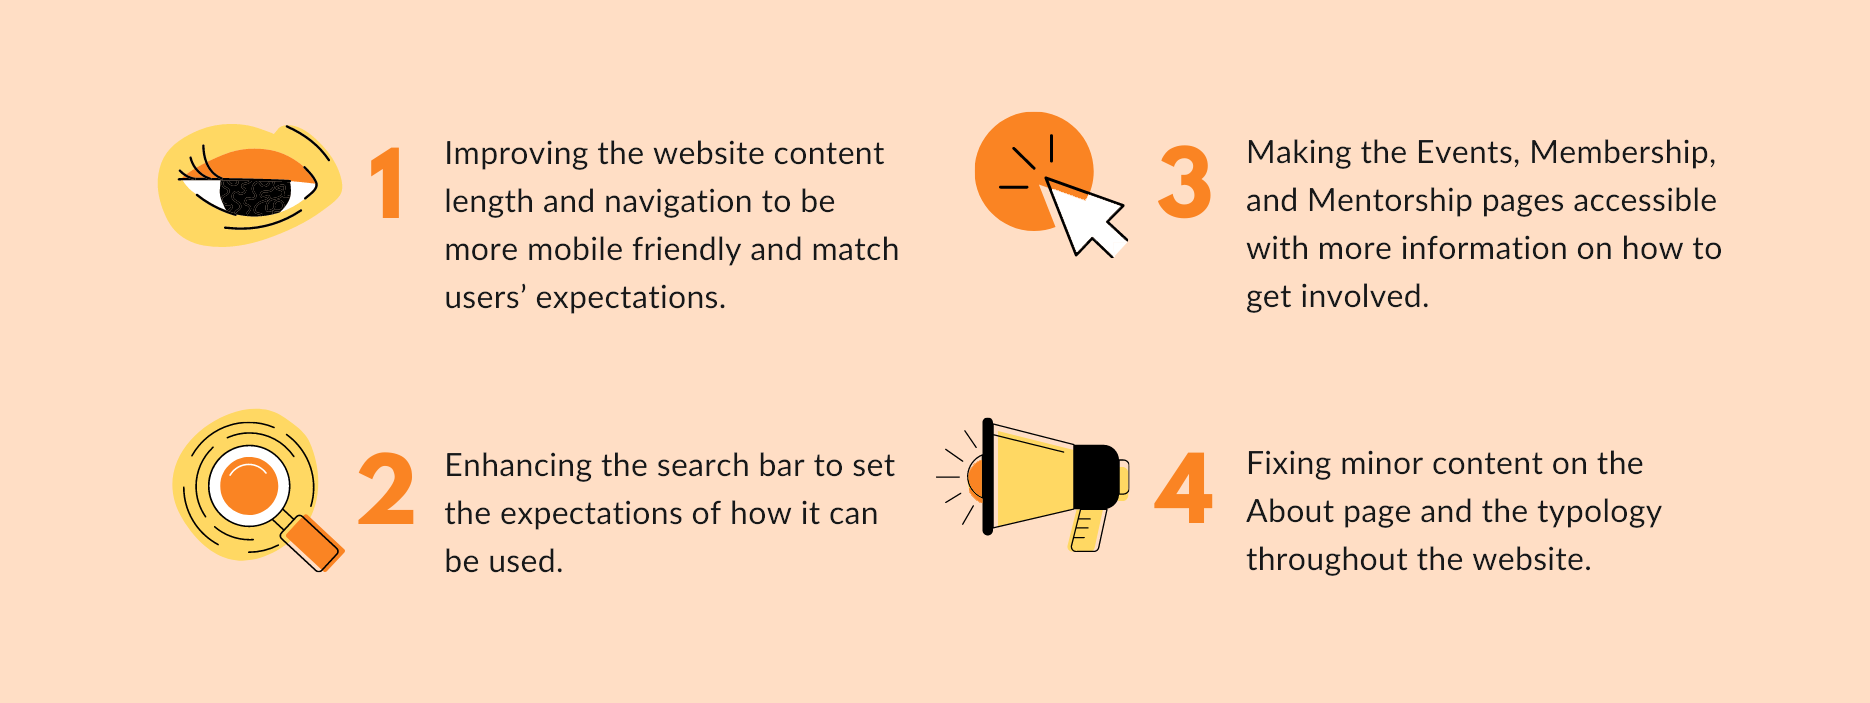 1
Improving the website content
length and navigation to be
more mobile friendly and match
users’ expectations.
2
Enhancing the search bar to set
the expectations of how it can
be used.
3
Making the Events, Membership,
and Mentorship pages accessible
with more information on how to
get involved.
4
Fixing minor content on the
About page and the typology
throughout the website.